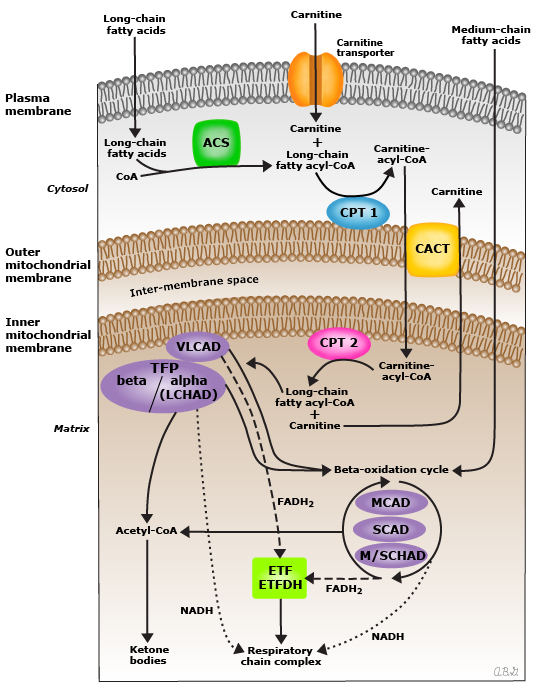 Long-chain
fatty acids
Carnitine
Medium-chain
fatty acids
Carnitine
transporter
Plasma
membrane
Long-chain
fatty acids
ACS
Carnitine
+
Long-chain
fatty acyl-CoA
Carnitine-
acyl-CoA
CoA
Cytosol
Carnitine
CPT 1
CACT
Outer
mitochondrial
membrane
Inter-membrane space
Inner
mitochondrial
membrane
VLCAD
CPT 2
TFP
beta / alpha
(LCHAD)
Carnitine-
acyl-CoA
Long-chain
fatty acyl-CoA
+
Carnitine
Matrix
Beta-oxidation cycle
FADH2
MCAD
SCAD
M/SCHAD
Acetyl-CoA
ETF
ETFDH
FADH2
NADH
NADH
Ketone
bodies
Respiratory
chain complex